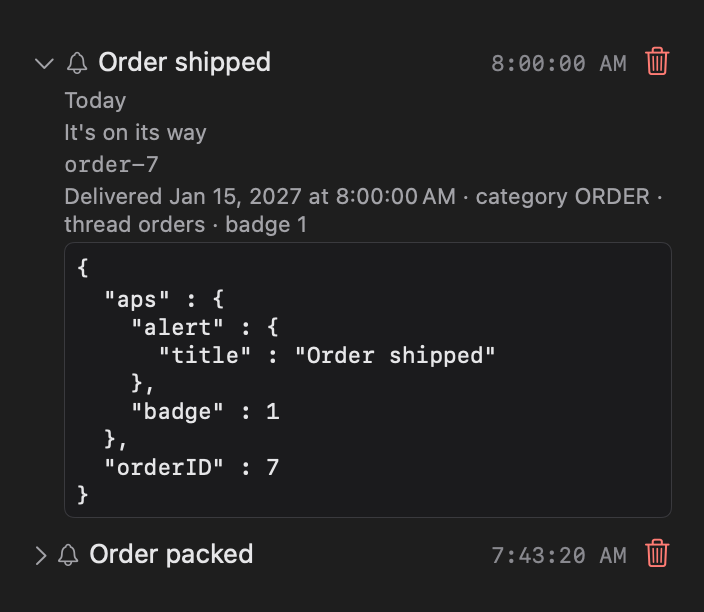 Order shipped 8:00:00 AM
Today
It's on its way
order-7
Delivered Jan 15, 2027 at 8:00:00 AM · category ORDER ·
thread orders · badge 1
{
  "aps" : {
    "alert" : {
      "title" : "Order shipped"
    },
    "badge" : 1
  },
  "orderID" : 7
}
Order packed 7:43:20 AM